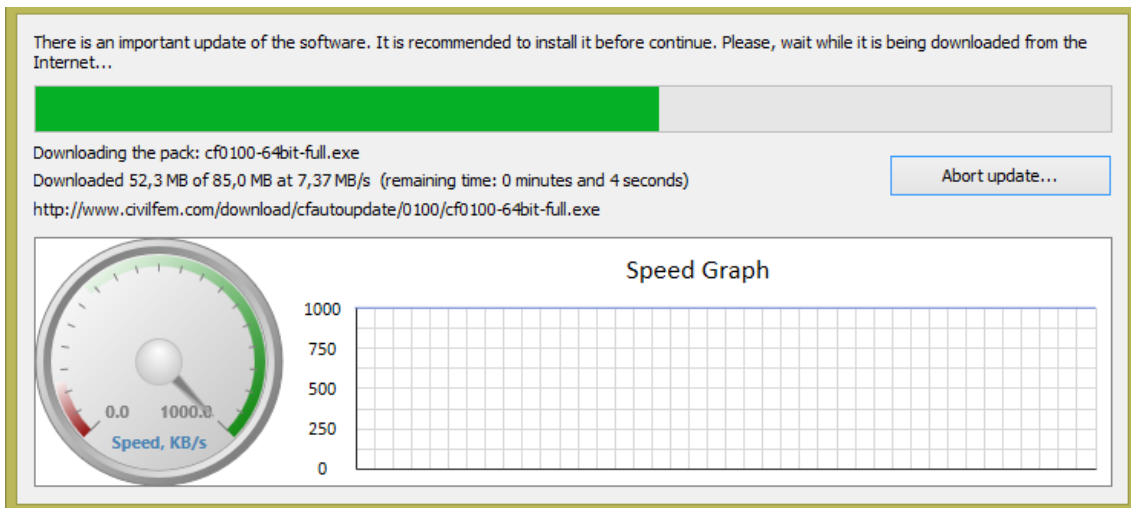 There is an important update of the software. It is recommended to install it before continue. Please, wait while it is being downloaded from the
Internet...
Downloading the pack: cf0100-64bit-full.exe
Downloaded 52,3 MB of 85,0 MB at 7,37 MB/s (remaining time: 0 minutes and 4 seconds)
Abort update...
http://www.civilfem.com/download/cfautoupdate/0100/cf0100-64bit-full.exe
0.0 1000.0
Speed, KB/s
Speed Graph
1000
750
500
250
0